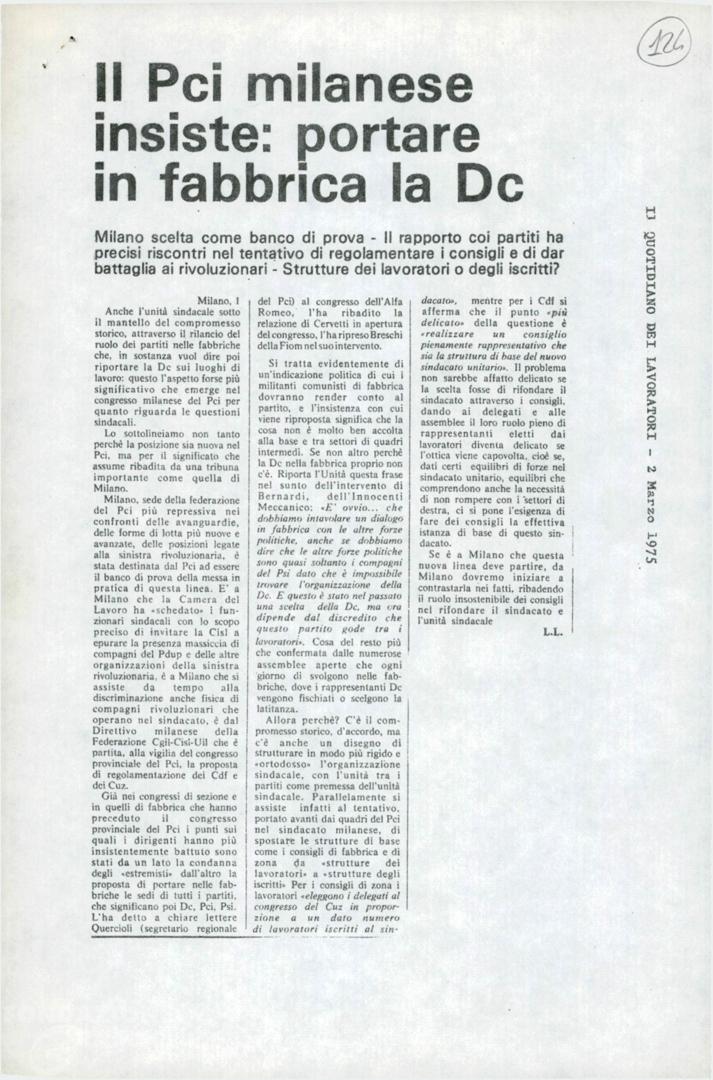 126
Il Pci milanese
insiste: portare
in fabbrica la Dc
Milano scelta come banco di prova - Il rapporto coi partiti ha
precisi riscontri nel tentativo di regolamentare i consigli e di dar
battaglia ai rivoluzionari - Strutture dei lavoratori o degli iscritti?
Milano, 1
Anche l'unità sindacale sotto
il mantello del compromesso
storico, attraverso il rilancio del
ruolo dei partiti nelle fabbriche
che, in sostanza vuol dire poi
riportare la Dc sui luoghi di
lavoro: questo l'aspetto forse più
significativo che emerge nel
congresso milanese del Pci per
quanto riguarda le questioni
sindacali.
Lo sottolineiamo non tanto
perchè la posizione sia nuova nel
Pci, ma per il significato che
assume ribadita da una tribuna
importante come quella di
Milano.
Milano, sede della federazione
del Pci più repressiva nei
confronti delle avanguardie,
delle forme di lotta più nuove e
avanzate, delle posizioni legate
alla sinistra rivoluzionaria, è
stata destinata dal Pci ad essere
il banco di prova della messa in
pratica di questa linea. E' a
Milano che la Camera del
Lavoro ha «schedato» i fun-
zionari sindacali con lo scopo
preciso di invitare la Cisl a
epurare la presenza massiccia di
compagni del Pdup e delle altre
organizzazioni della sinistra
rivoluzionaria, è a Milano che si
assiste da tempo alla
discriminazione anche fisica di
compagni rivoluzionari che
operano nel sindacato, è dal
Direttivo milanese della
Federazione Cgil-Cisl-Uil che è
partita, alla vigilia del congresso
provinciale del Pci, la proposta
di regolamentazione dei Cdf e
dei Cuz.
Già nei congressi di sezione e
in quelli di fabbrica che hanno
preceduto il congresso
provinciale del Pci i punti sui
quali i dirigenti hanno più
insistentemente battuto sono
stati da un lato la condanna
degli «estremisti» dall'altro la
proposta di portare nelle fab-
briche le sedi di tutti i partiti,
che significano poi Dc, Pci, Psi.
L'ha detto a chiare lettere
Quercioli (segretario regionale
del Pci) al congresso dell'Alfa
Romeo, l'ha ribadito la
relazione di Cervetti in apertura
del congresso, l'ha ripreso Breschi
della Fiom nel suo intervento.
Si tratta evidentemente di
un'indicazione politica di cui i
militanti comunisti di fabbrica
dovranno render conto al
partito, e l'insistenza con cui
viene riproposta significa che la
cosa non è molto ben accolta
alla base e tra settori di quadri
intermedi. Se non altro perchè
la Dc nella fabbrica proprio non
c'è. Riporta l'Unità questa frase
nel sunto dell'intervento di
Bernardi, dell'Innocenti
Meccanico: «E' ovvio... che
dobbiamo intavolare un dialogo
in fabbrica con le altre forze
politiche, anche se dobbiamo
dire che le altre forze politiche
sono quasi soltanto i compagni
del Psi dato che è impossibile
trovare l'organizzazione della
Dc. E questo è stato nel passato
una scelta della Dc, ma ora
dipende dal discredito che
questo partito gode tra i
lavoratori». Cosa del resto più
che confermata dalle numerose
assemblee aperte che ogni
giorno di svolgono nelle fab-
briche, dove i rappresentanti Dc
vengono fischiati o scelgono la
latitanza.
Allora perchè? C'è il com-
promesso storico, d'accordo, ma
c'è anche un disegno di
strutturare in modo più rigido e
«ortodosso» l'organizzazione
sindacale, con l'unità tra i
partiti come premessa dell'unità
sindacale. Parallelamente si
assiste infatti al tentativo,
portato avanti dai quadri del Pci
nel sindacato milanese, di
spostare le strutture di base
come i consigli di fabbrica e di
zona da «strutture dei
lavoratori» a «strutture degli
iscritti» Per i consigli di zona i
lavoratori «eleggono i delegati al
congresso del Cuz in propor-
zione a un dato numero
di lavoratori iscritti al sin-
dacato», mentre per i Cdf si
afferma che il punto «più
delicato» della questione è
«realizzare un consiglio
pienamente rappresentativo che
sia la struttura di base del nuovo
sindacato unitario». Il problema
non sarebbe affatto delicato se
la scelta fosse di rifondare il
sindacato attraverso i consigli,
dando ai delegati e alle
assemblee il loro ruolo pieno di
rappresentanti eletti dai
lavoratori diventa delicato se
l'ottica viene capovolta, cioè se,
dati certi equilibri di forze nel
sindacato unitario, equilibri che
comprendono anche la necessità
di non rompere con i settori di
destra, ci si pone l'esigenza di
fare dei consigli la effettiva
istanza di base di questo sin-
dacato.
Se è a Milano che questa
nuova linea deve partire, da
Milano dovremo iniziare a
contrastarla nei fatti, ribadendo
il ruolo insostenibile dei consigli
nel rifondare il sindacato e
l'unità sindacale
L.L.
Il QUOTIDIANO DEI LAVORATORI - 2 Marzo 1975